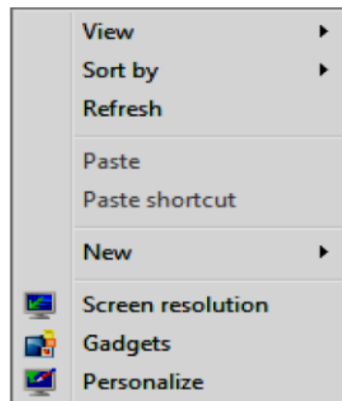 View
Sort by
Refresh
Paste
Paste shortcut
New
Screen resolution
Gadgets
Personalize